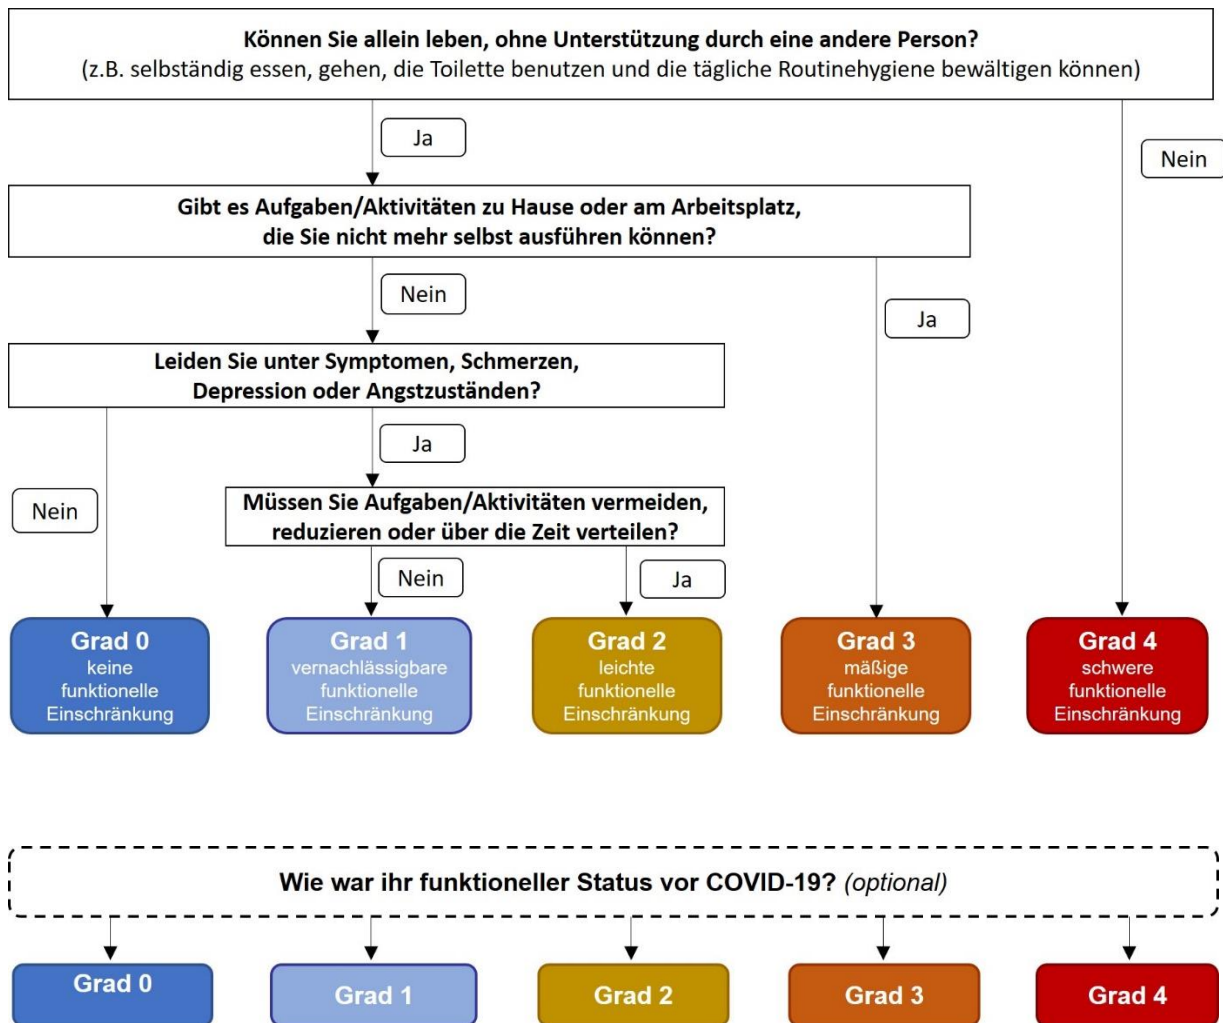 Können Sie allein leben, ohne Unterstützung durch eine andere Person?
(z.B. selbständig essen, gehen, die Toilette benutzen und die tägliche Routinehygiene bewältigen können)
Ja
Nein
Gibt es Aufgaben/Aktivitäten zu Hause oder am Arbeitsplatz,
die Sie nicht mehr selbst ausführen können?
Nein
Ja
Leiden Sie unter Symptomen, Schmerzen,
Depression oder Angstzuständen?
Ja
Nein
Müssen Sie Aufgaben/Aktivitäten vermeiden,
reduzieren oder über die Zeit verteilen?
Nein
Ja
Grad 0
keine
funktionelle
Einschränkung
Grad 1
vernachlässigbare
funktionelle
Einschränkung
Grad 2
leichte
funktionelle
Einschränkung
Grad 3
mäßige
funktionelle
Einschränkung
Grad 4
schwere
funktionelle
Einschränkung
Wie war ihr funktioneller Status vor COVID-19? (optional)
Grad 0
Grad 1
Grad 2
Grad 3
Grad 4